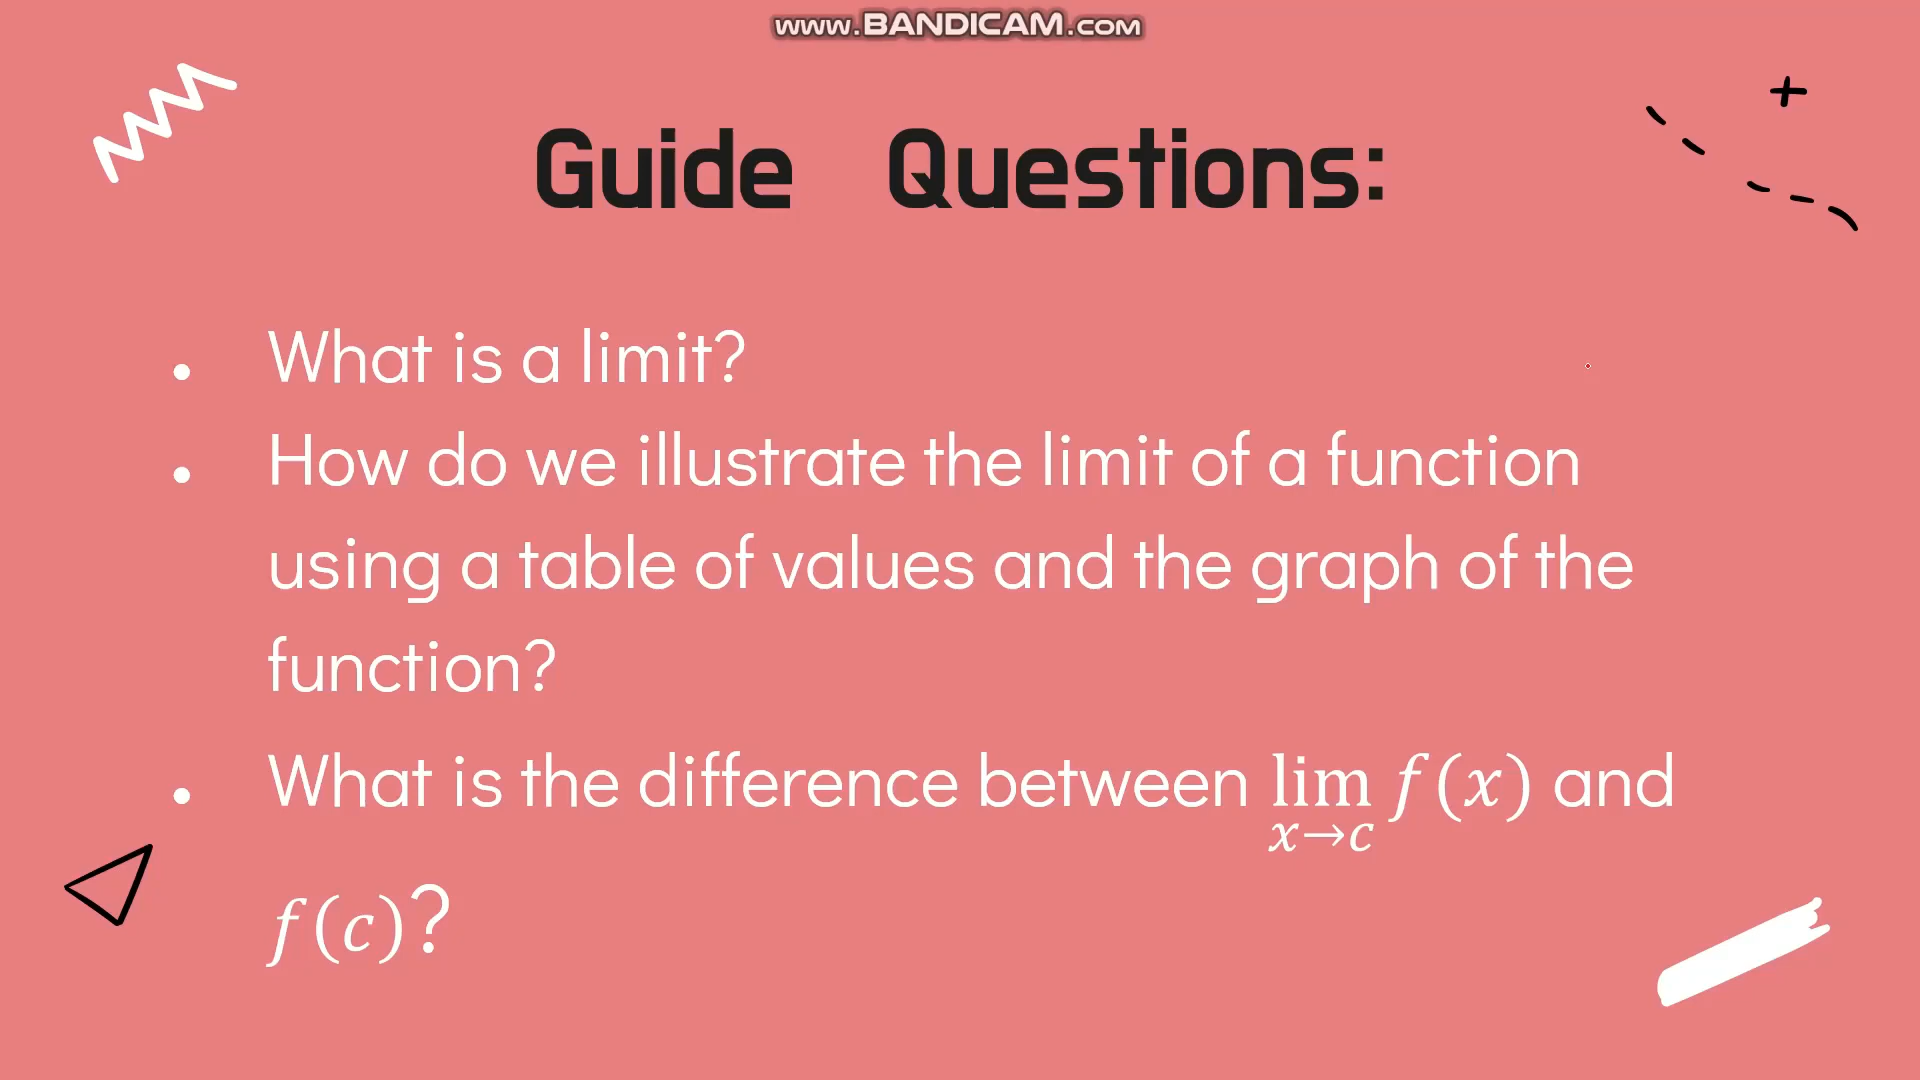 www.BANDICAM.com
Guide Questions:
• What is a limit?
• How do we illustrate the limit of a function
using a table of values and the graph of the
function?
• What is the difference between lim f(x) and
x→c
f(c)?